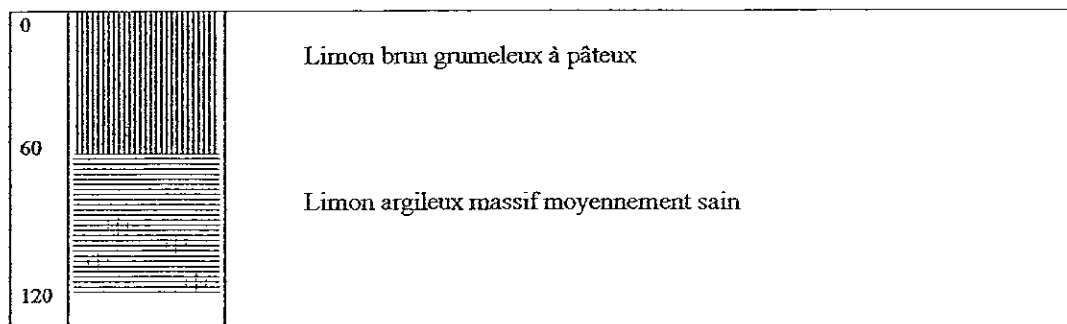 0
Limon brun grumeleux à pâteux
60
Limon argileux massif moyennement sain
120